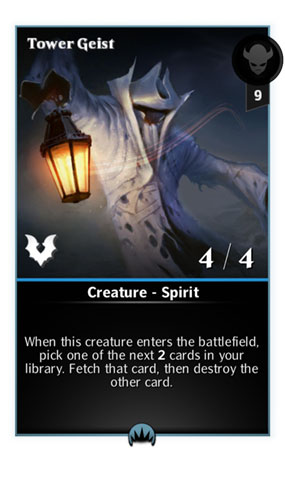 Tower Geist
9
4 / 4
Creature - Spirit
When this creature enters the battlefield,
pick one of the next 2 cards in your
library. Fetch that card, then destroy the
other card.